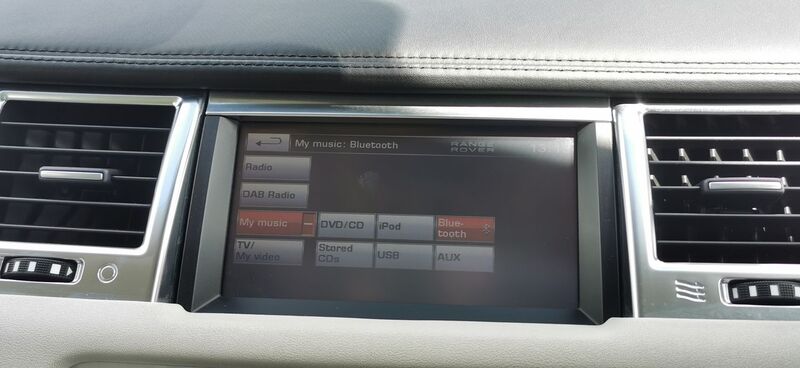 My music: Bluetooth
RANGE
ROVER
Radio
DAB Radio
My music
DVD/CD
iPod
Blue-
tooth
TV/
My video
Stored
CDs
USB
AUX